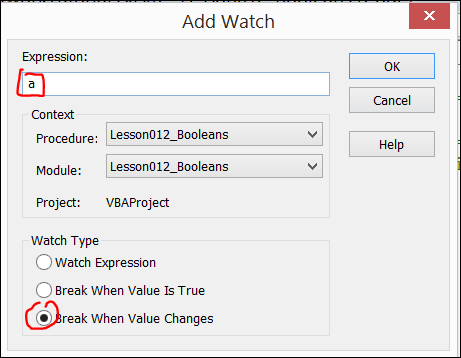 Add Watch
Expression:
a
OK
Cancel
Help
Context
Procedure: Lesson012_Booleans
Module: Lesson012_Booleans
Project: VBAProject
Watch Type
Watch Expression
Break When Value Is True
Break When Value Changes